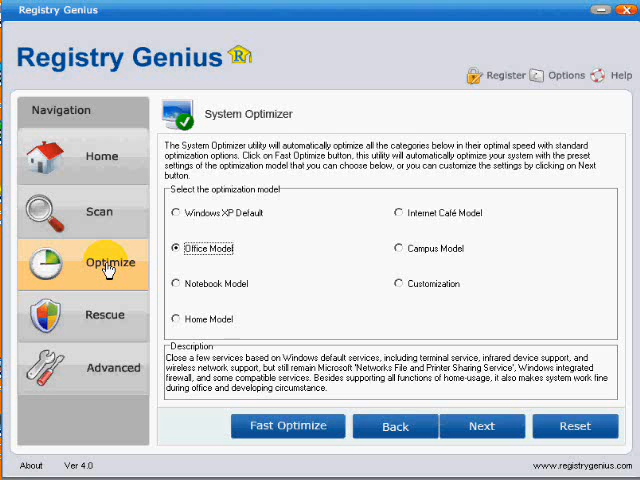 Registry Genius
Registry Genius
Register
Options
Help
Navigation
Home
Scan
Optimize
Rescue
Advanced
System Optimizer
The System Optimizer utility will automatically optimize all the categories below in their optimal speed with standard
optimization options. Click on Fast Optimize button, this utility will automatically optimize your system with the preset
settings of the optimization model that you can choose below, or you can customize the settings by clicking on Next
button.
Select the optimization model
Windows XP Default
Internet Café Model
Office Model
Campus Model
Notebook Model
Customization
Home Model
Description
Close a few services based on Windows default services, including terminal service, infrared device support, and
wireless network support, but still remain Microsoft 'Networks File and Printer Sharing Service', Windows integrated
firewall, and some compatible services. Besides supporting all functions of home-usage, it also makes system work fine
during office and developing circumstance.
Fast Optimize
Back
Next
Reset
About
Ver 4.0
www.registrygenius.com